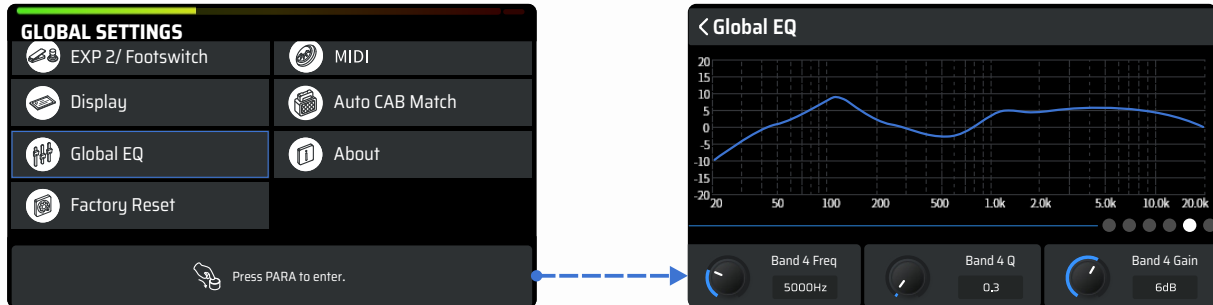 GLOBAL SETTINGS
EXP 2/ Footswitch
MIDI
Display
Auto CAB Match
Global EQ
About
Factory Reset
Press PARA to enter.
Global EQ
20
15
10
5
0
-5
-10
-15
-20
20 50 100 200 500 1.0k 2.0k 5.0k 10.0k 20.0k
Band 4 Freq
5000Hz
Band 4 Q
0.3
Band 4 Gain
6dB